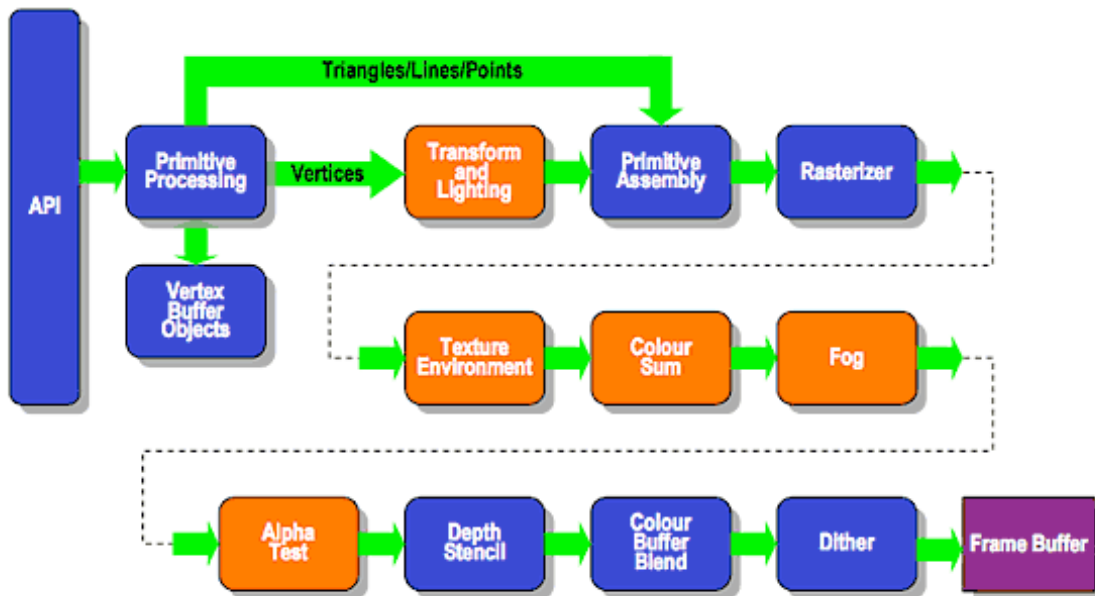 Triangles/Lines/Points
API
Primitive
Processing
Vertices
Transform
and
Lighting
Primitive
Assembly
Rasterizer
Vertex
Buffer
Objects
Texture
Environment
Colour
Sum
Fog
Alpha
Test
Depth
Stencil
Colour
Buffer
Blend
Dither
Frame Buffer